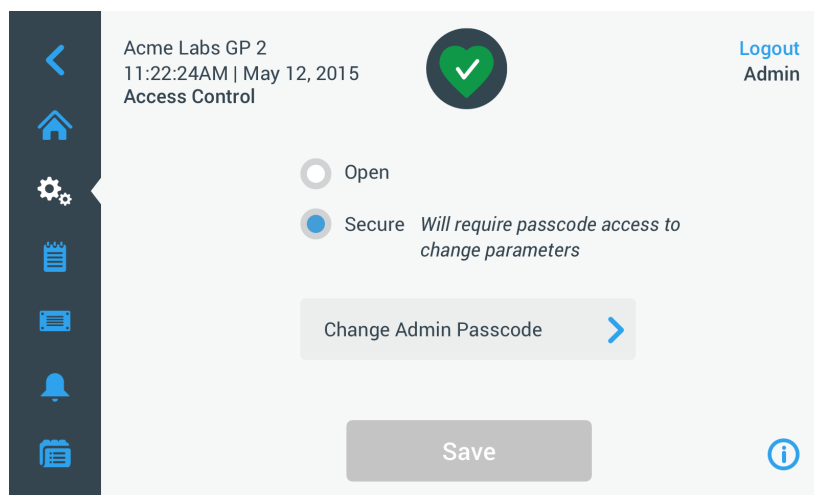 Acme Labs GP 2
11:22:24AM | May 12, 2015
Access Control
Logout
Admin
Open
Secure Will require passcode access to
change parameters
Change Admin Passcode
Save